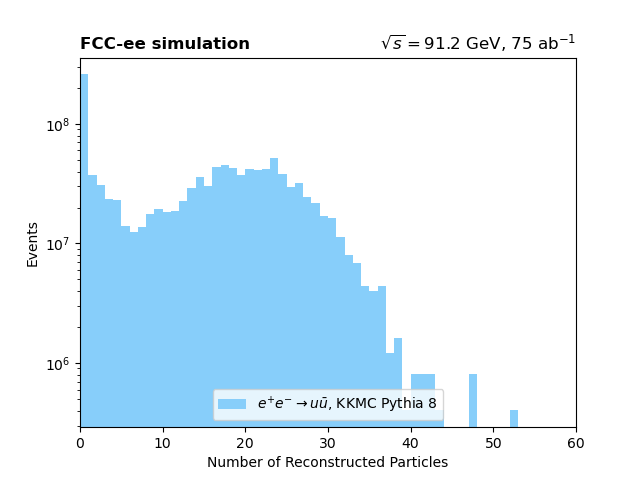 FCC-ee simulation
√s = 91.2 GeV, 75 ab⁻¹
Events
10⁸
10⁷
10⁶
e⁺e⁻ → uū, KKMC Pythia 8
0 10 20 30 40 50 60
Number of Reconstructed Particles